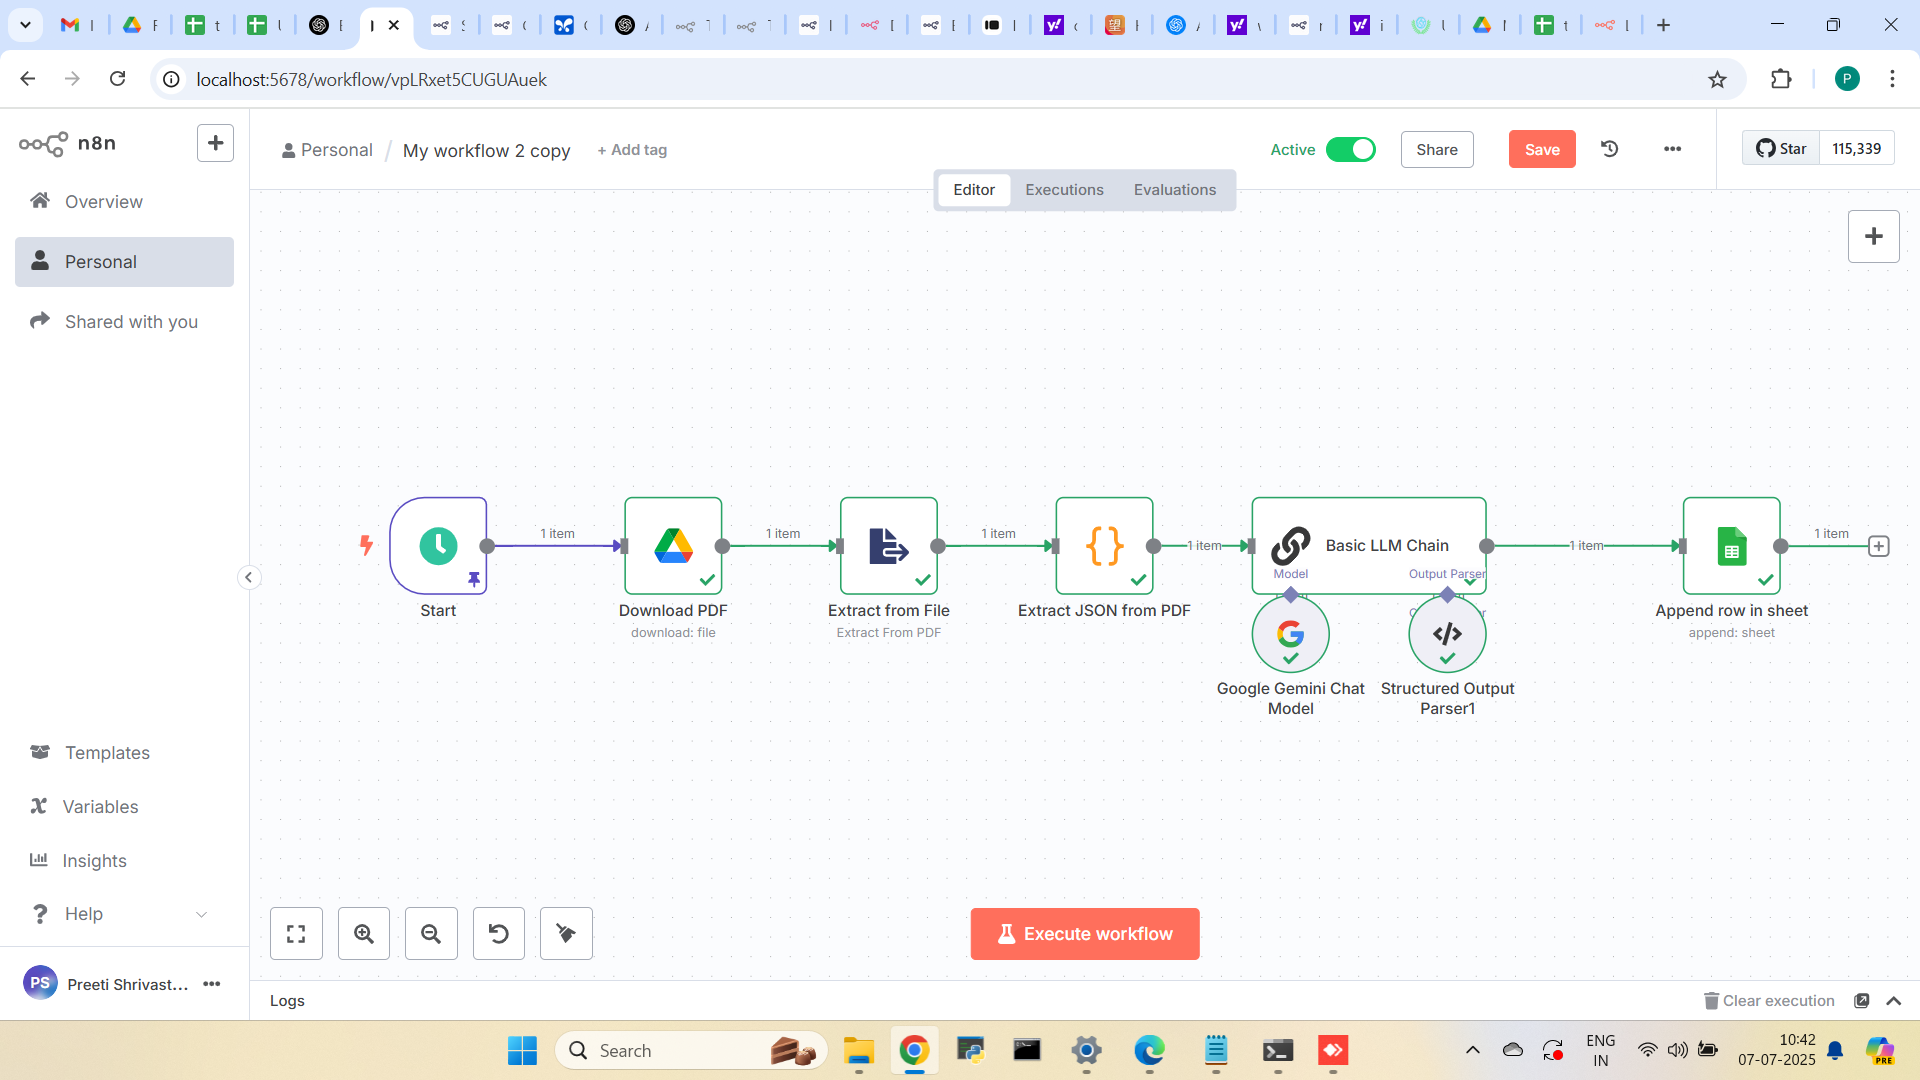 localhost:5678/workflow/vpLRxet5CUGUAuek
P
n8n
Personal / My workflow 2 copy + Add tag
Active
Share
Save
Star 115,339
Editor Executions Evaluations
Overview
Personal
Shared with you
1 item
1 item
1 item
1 item
1 item
1 item
Basic LLM Chain
Model
Output Parser
Start
Download PDF
download: file
Extract from File
Extract From PDF
Extract JSON from PDF
Append row in sheet
append: sheet
Google Gemini Chat
Model
Structured Output
Parser1
Templates
Variables
Insights
Help
Execute workflow
PS Preeti Shrivast...
Logs
Clear execution
Search
ENG
IN
10:42
07-07-2025
PRE